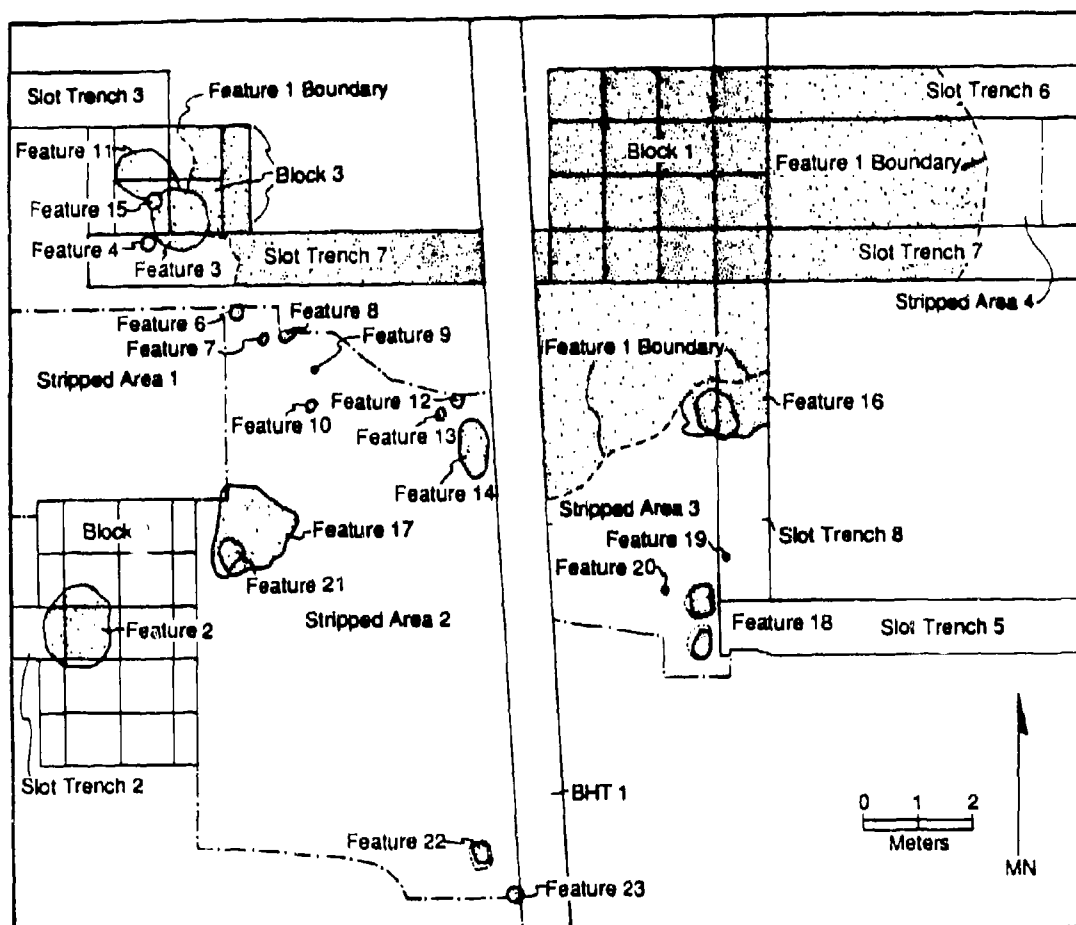 Slot Trench 3
Feature 1 Boundary
Slot Trench 6
Feature 11
Block 3
Block 1
Feature 1 Boundary
Feature 15
Feature 4
Feature 3
Slot Trench 7
Slot Trench 7
Stripped Area 4
Feature 6
Feature 8
Feature 7
Feature 9
Stripped Area 1
Feature 1 Boundary
Feature 12
Feature 16
Feature 10
Feature 13
Feature 14
Block
Feature 17
Stripped Area 3
Slot Trench 8
Feature 19
Feature 20
Feature 21
Stripped Area 2
Feature 2
Feature 18
Slot Trench 5
Slot Trench 2
BHT 1
0 1 2
Meters
MN
Feature 22
Feature 23